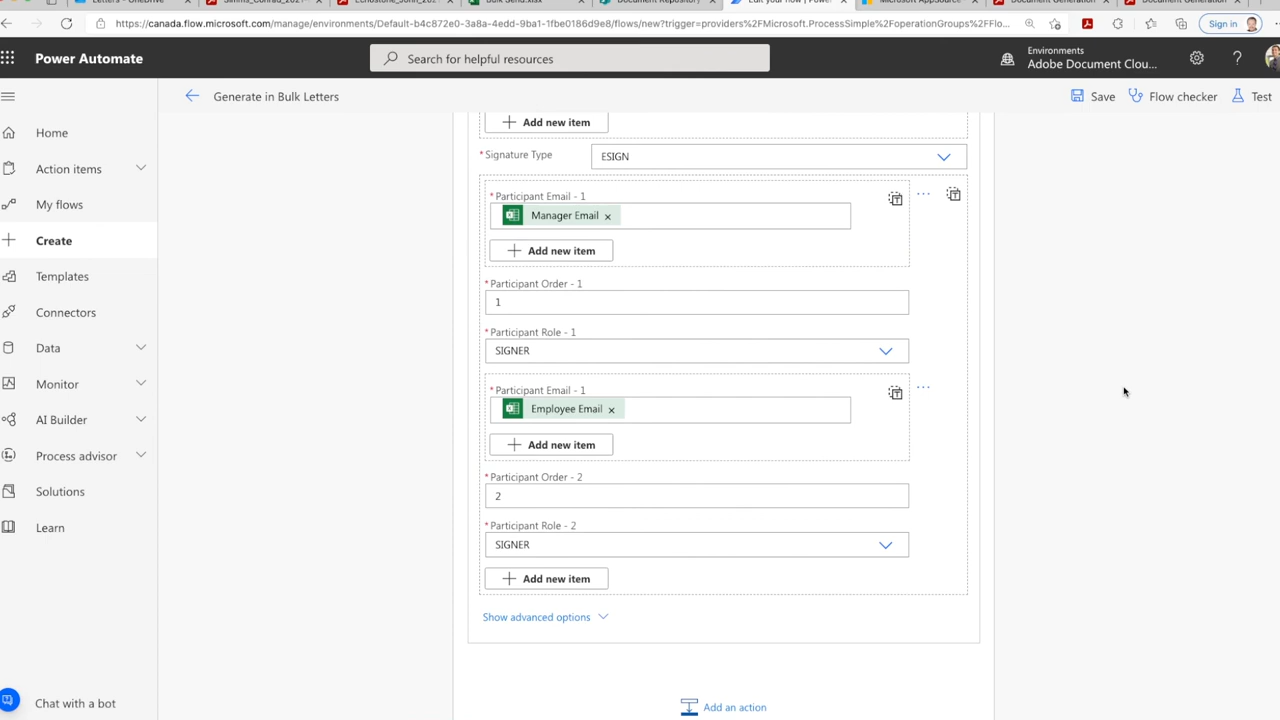 https://canada.flow.microsoft.com/manage/environments/Default-b4c872e0-3a8a-4edd-9ba1-1fbe0186d9e8/flows/new?trigger=providers%2FMicrosoft.ProcessSimple%2FoperationGroups%2FFlo...
Sign in
Power Automate
Search for helpful resources
Environments
Adobe Document Clou...
?
Generate in Bulk Letters
Save
Flow checker
Test
Home
Action items
My flows
Create
Templates
Connectors
Data
Monitor
AI Builder
Process advisor
Solutions
Learn
Chat with a bot
Add new item
* Signature Type
ESIGN
* Participant Email - 1
Manager Email ×
Add new item
* Participant Order - 1
1
* Participant Role - 1
SIGNER
* Participant Email - 1
Employee Email ×
Add new item
* Participant Order - 2
2
* Participant Role - 2
SIGNER
Add new item
Show advanced options
Add an action